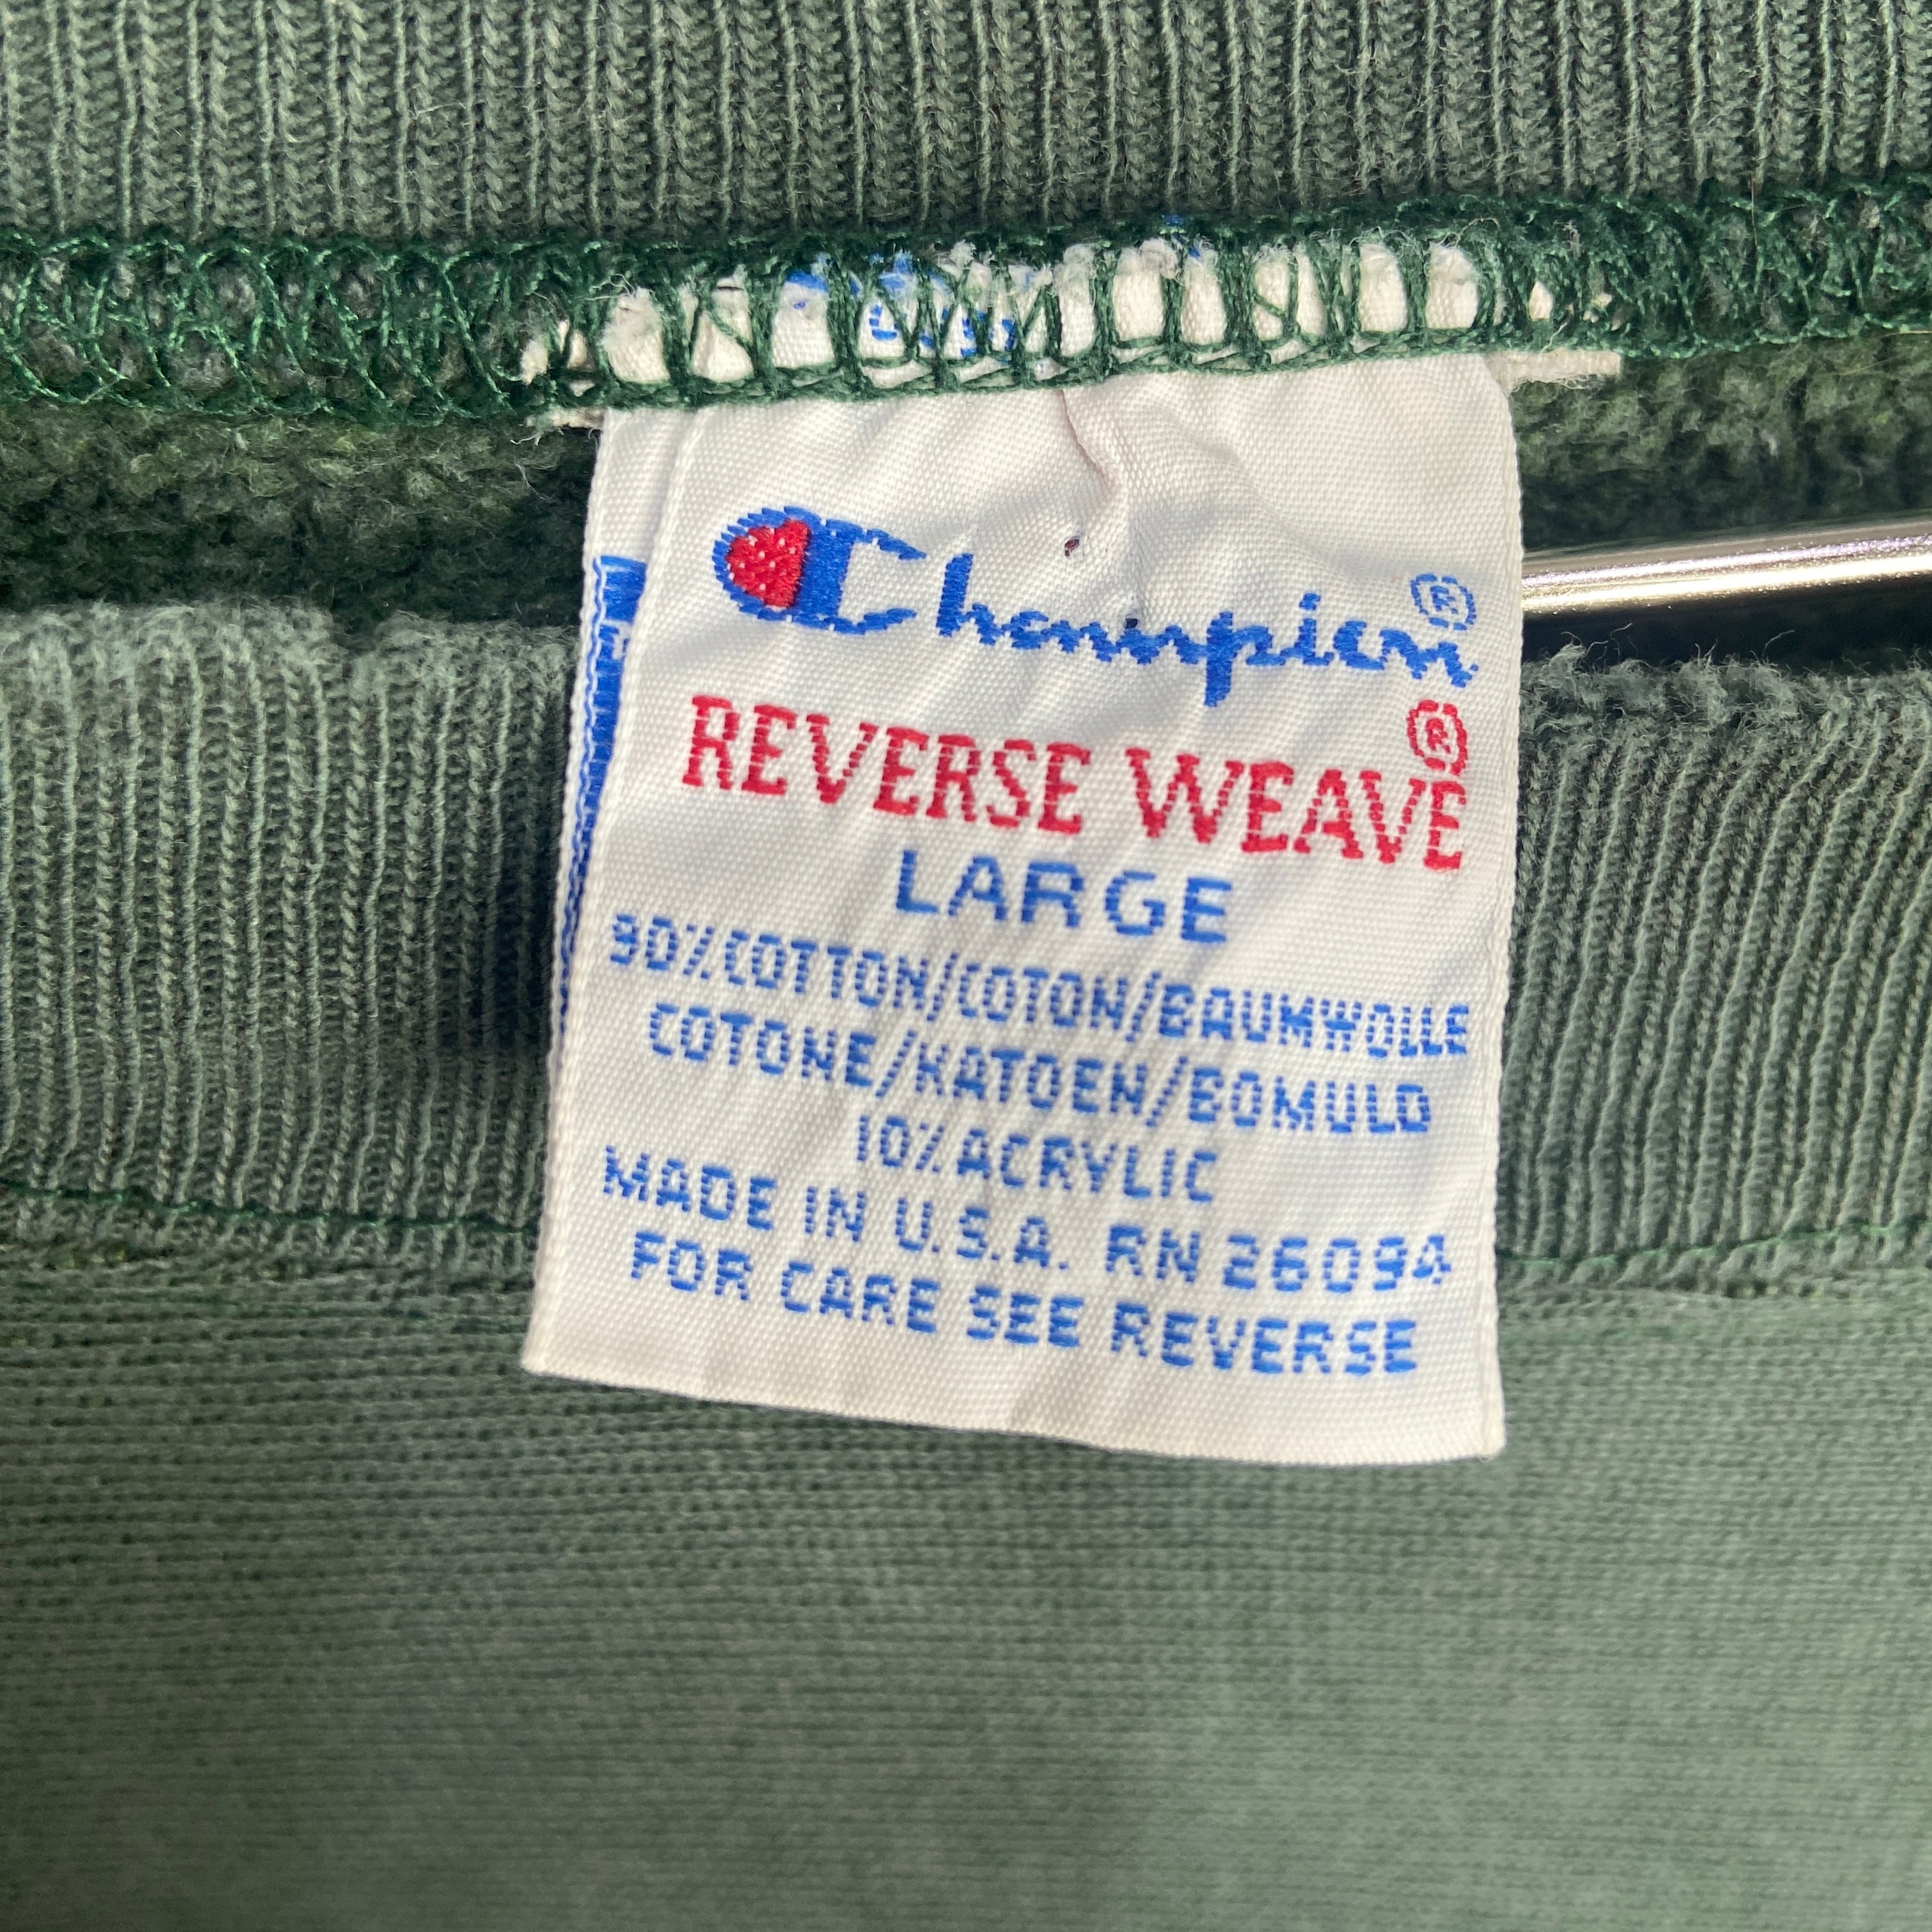 Champion®
REVERSE WEAVE®
LARGE
90%COTTON/COTON/BAUMWOLLE
COTONE/KATOEN/BOMULD
10%ACRYLIC
MADE IN U.S.A. RN 26094
FOR CARE SEE REVERSE